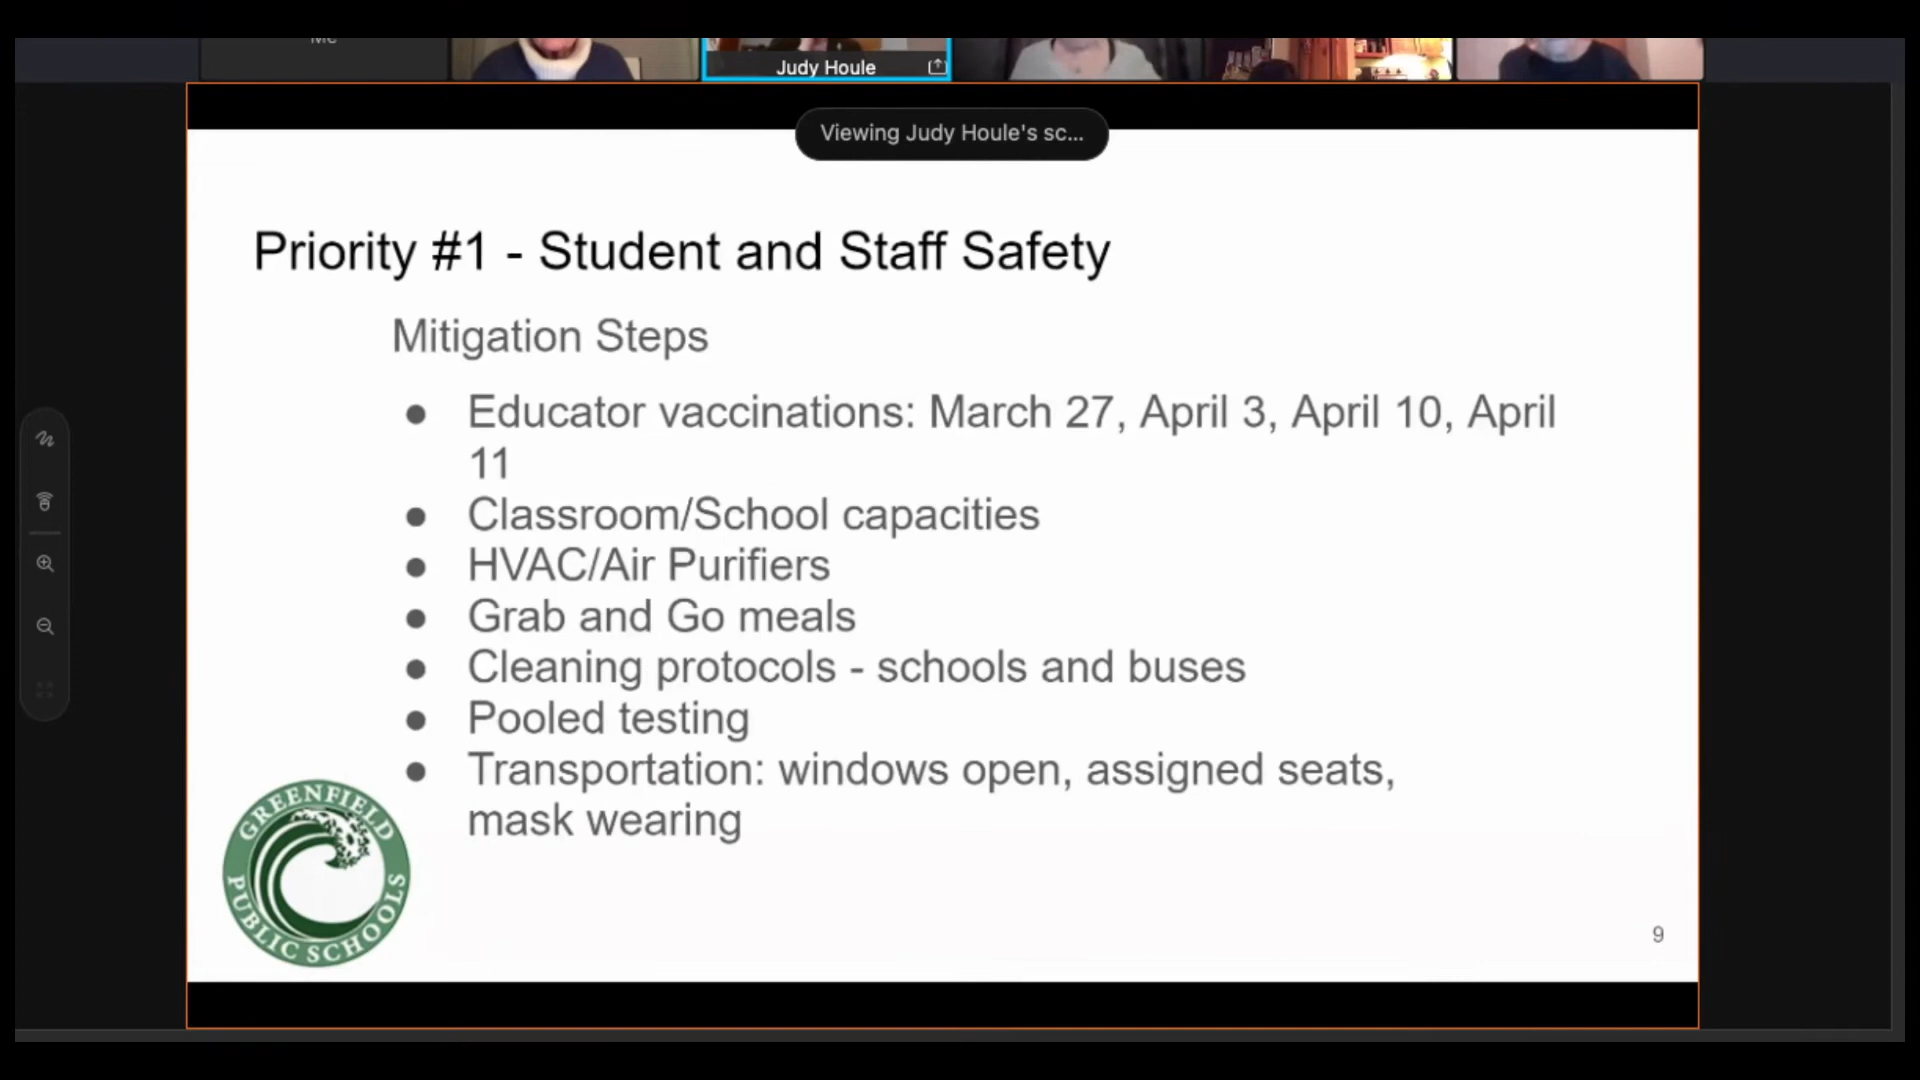 Me
Judy Houle
Viewing Judy Houle's sc...
Priority #1 - Student and Staff Safety
Mitigation Steps
● Educator vaccinations: March 27, April 3, April 10, April
11
● Classroom/School capacities
● HVAC/Air Purifiers
● Grab and Go meals
● Cleaning protocols - schools and buses
● Pooled testing
● Transportation: windows open, assigned seats,
mask wearing
GREENFIELD
PUBLIC SCHOOLS
9